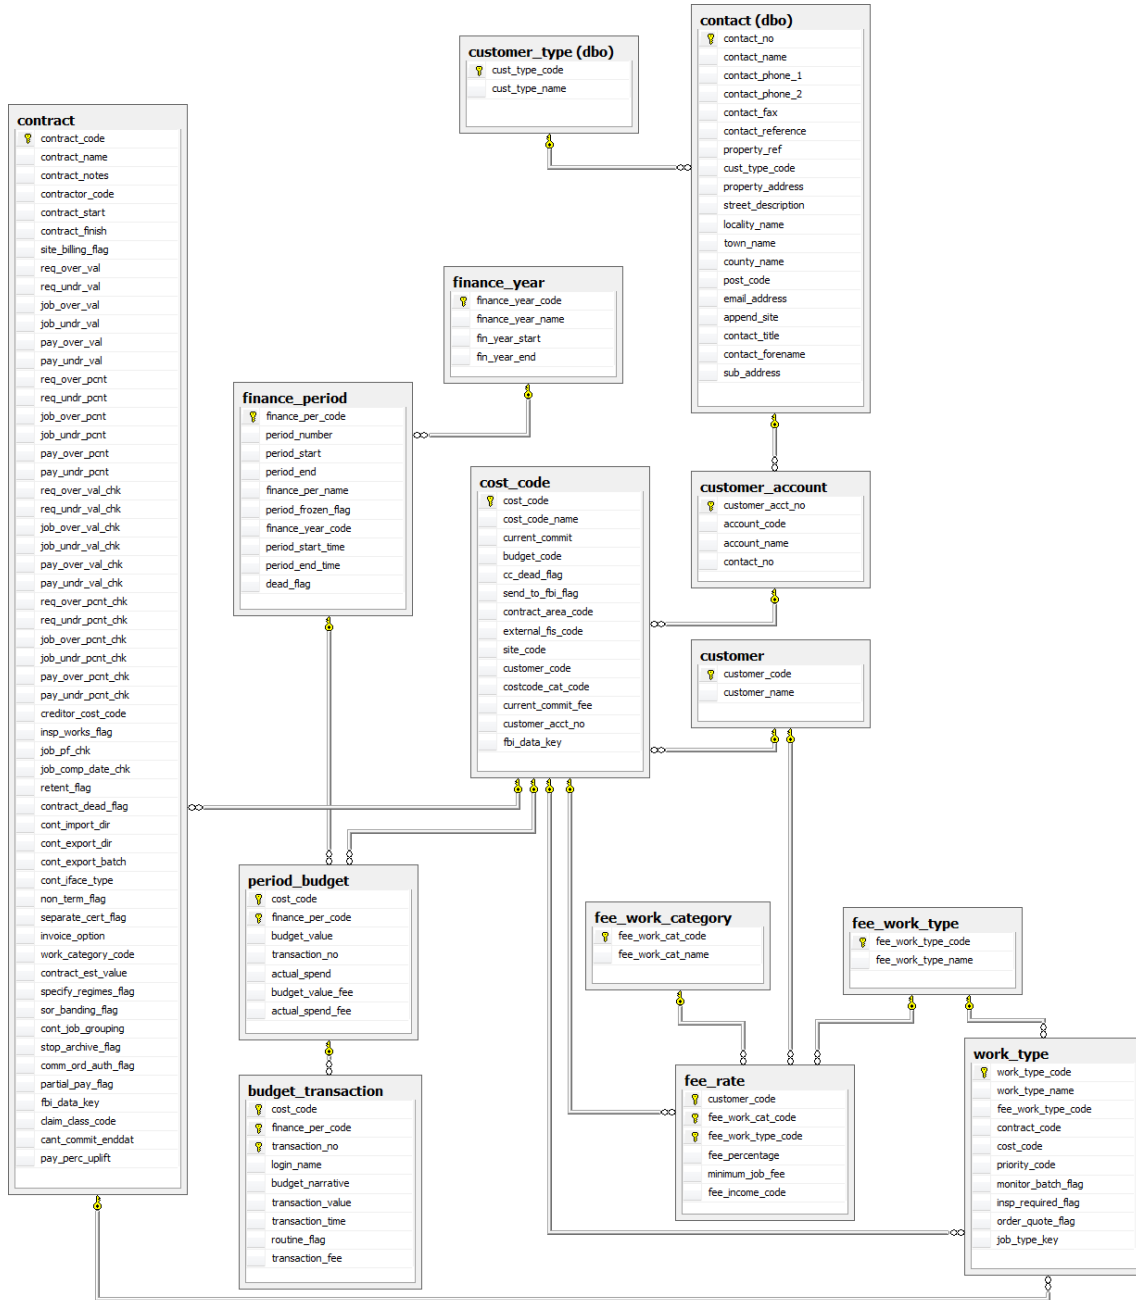 contact (dbo)
contact_no
contact_name
contact_phone_1
contact_phone_2
contact_fax
contact_reference
property_ref
cust_type_code
property_address
street_description
locality_name
town_name
county_name
post_code
email_address
append_site
contact_title
contact_forename
sub_address
customer_type (dbo)
cust_type_code
cust_type_name
contract
contract_code
contract_name
contract_notes
contractor_code
contract_start
contract_finish
site_billing_flag
req_over_val
req_undr_val
job_over_val
job_undr_val
pay_over_val
pay_undr_val
req_over_pcnt
req_undr_pcnt
job_over_pcnt
job_undr_pcnt
pay_over_pcnt
pay_undr_pcnt
req_over_val_chk
req_undr_val_chk
job_over_val_chk
job_undr_val_chk
pay_over_val_chk
pay_undr_val_chk
req_over_pcnt_chk
req_undr_pcnt_chk
job_over_pcnt_chk
job_undr_pcnt_chk
pay_over_pcnt_chk
pay_undr_pcnt_chk
creditor_cost_code
insp_works_flag
job_pf_chk
job_comp_date_chk
retent_flag
contract_dead_flag
cont_import_dir
cont_export_dir
cont_export_batch
cont_iface_type
non_term_flag
separate_cert_flag
invoice_option
work_category_code
contract_est_value
specify_regimes_flag
sor_banding_flag
cont_job_grouping
stop_archive_flag
comm_ord_auth_flag
partial_pay_flag
fbi_data_key
claim_class_code
cant_commit_enddat
pay_perc_uplift
finance_year
finance_year_code
finance_year_name
fin_year_start
fin_year_end
finance_period
finance_per_code
period_number
period_start
period_end
finance_per_name
period_frozen_flag
finance_year_code
period_start_time
period_end_time
dead_flag
cost_code
cost_code
cost_code_name
current_commit
budget_code
cc_dead_flag
send_to_fbi_flag
contract_area_code
external_fis_code
site_code
customer_code
costcode_cat_code
current_commit_fee
customer_acct_no
fbi_data_key
customer_account
customer_acct_no
account_code
account_name
contact_no
customer
customer_code
customer_name
period_budget
cost_code
finance_per_code
budget_value
transaction_no
actual_spend
budget_value_fee
actual_spend_fee
fee_work_category
fee_work_cat_code
fee_work_cat_name
fee_work_type
fee_work_type_code
fee_work_type_name
budget_transaction
cost_code
finance_per_code
transaction_no
login_name
budget_narrative
transaction_value
transaction_time
routine_flag
transaction_fee
fee_rate
customer_code
fee_work_cat_code
fee_work_type_code
fee_percentage
minimum_job_fee
fee_income_code
work_type
work_type_code
work_type_name
fee_work_type_code
contract_code
cost_code
priority_code
monitor_batch_flag
insp_required_flag
order_quote_flag
job_type_key